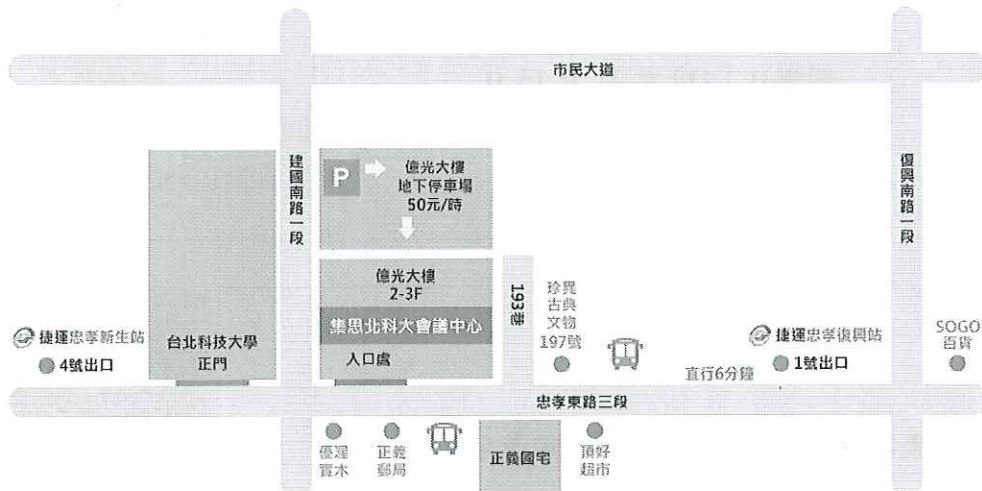 市民大道
建國南路一段
復興南路一段
P
億光大樓
地下停車場
50元/時
億光大樓
2-3F
集思北科大會議中心
入口處
193巷
珍異
古典
文物
197號
捷運忠孝新生站
4號出口
台北科技大學
正門
捷運忠孝復興站
1號出口
直行6分鐘
SOGO
百貨
忠孝東路三段
優渥
實木
正義
郵局
正義國宅
頂好
超市